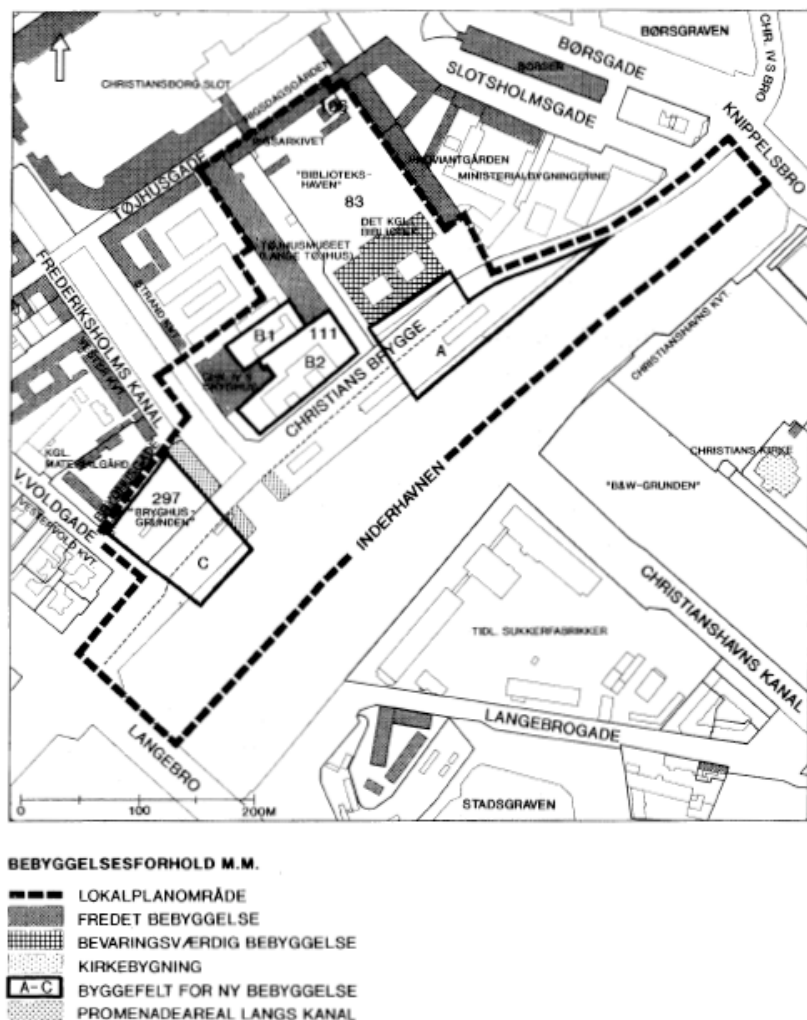 BØRSGRAVEN
CHR. IV S BRO
BØRSGADE
BØRSEN
CHRISTIANSBORG SLOT
SLOTSHOLMSGADE
KNIPPELSBRO
RIGSDAGSGÅRDEN
RIGSARKIVET
PROVIANTGÅRDEN
MINISTERIALBYGNINGERNE
TØJHUSGADE
"BIBLIOTEKS-
HAVEN"
83
DET KGL.
BIBLIOTEK
TØJHUSMUSEET
(LANGE TØJHUS)
FREDERIKSHOLMS KANAL
B1
111
B2
A
CHRISTIANS BRYGGE
CHRISTIANSHAVNS KVT.
CHRISTIANS KIRKE
"B&W-GRUNDEN"
KGL.
MATERIALGÅRD
V. VOLDGADE
VESTERVOLD KVT.
297
"BRYGHUS-
GRUNDEN"
C
INDERHAVNEN
CHRISTIANSHAVNS KANAL
TIDL. SUKKERFABRIKKER
LANGEBROGADE
LANGEBRO
STADSGRAVEN
0 100 200M
BEBYGGELSESFORHOLD M.M.
LOKALPLANOMRÅDE
FREDET BEBYGGELSE
BEVARINGSVÆRDIG BEBYGGELSE
KIRKEBYGNING
A-C BYGGEFELT FOR NY BEBYGGELSE
PROMENADEAREAL LANGS KANAL